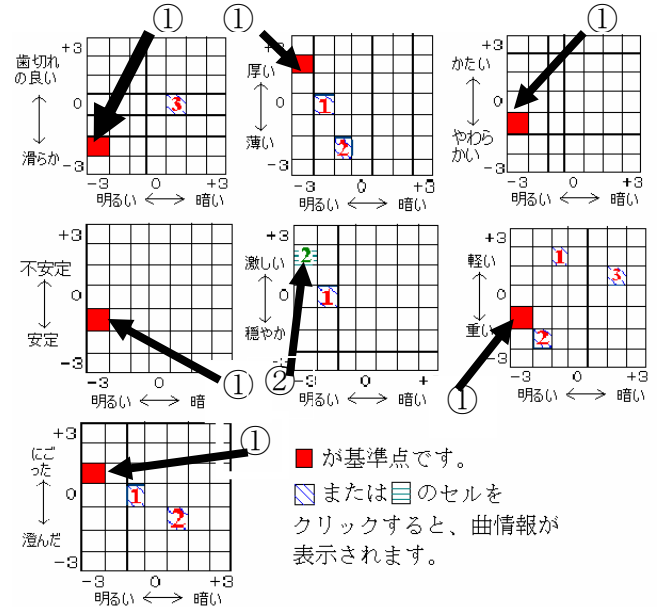 ① ① ①
+3 歯切れの良い 0 滑らか -3
3
-3 0 +3
明るい ←→ 暗い
+3 厚い 0 薄い -3
1
2
-3 0 +3
明るい ←→ 暗い
+3 かたい 0 やわらかい -3
-3 0 +3
明るい ←→ 暗い
+3 不安定 0 安定 -3
①
-3 0
明るい ←→ 暗
+3 激しい 0 穏やか -3
2
1
②
-3 0 +
明るい ←→ 暗い
+3 軽い 0 重い -3
1
3
2
①
-3 0 +3
明るい ←→ 暗い
+3 にごった 0 澄んだ -3
①
1
2
-3 0 +3
明るい ←→ 暗い
が基準点です。
または のセルを
クリックすると、曲情報が
表示されます。